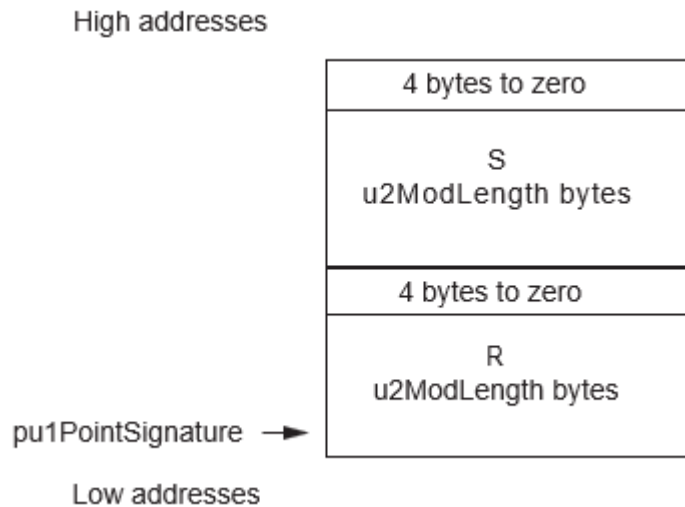 High addresses
4 bytes to zero
S
u2ModLength bytes
4 bytes to zero
R
u2ModLength bytes
pu1PointSignature
Low addresses